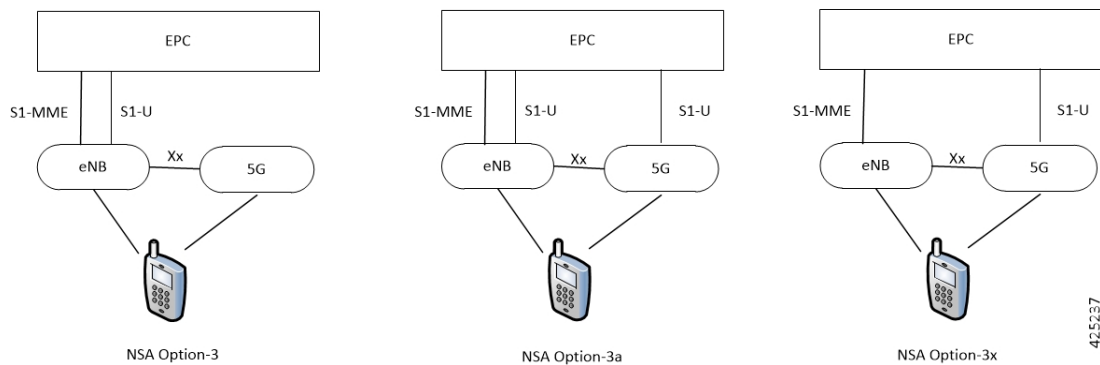 EPC
S1-MME
S1-U
eNB
Xx
5G
NSA Option-3
EPC
S1-MME
S1-U
S1-U
eNB
Xx
5G
NSA Option-3a
EPC
S1-MME
S1-U
eNB
Xx
5G
NSA Option-3x
425237